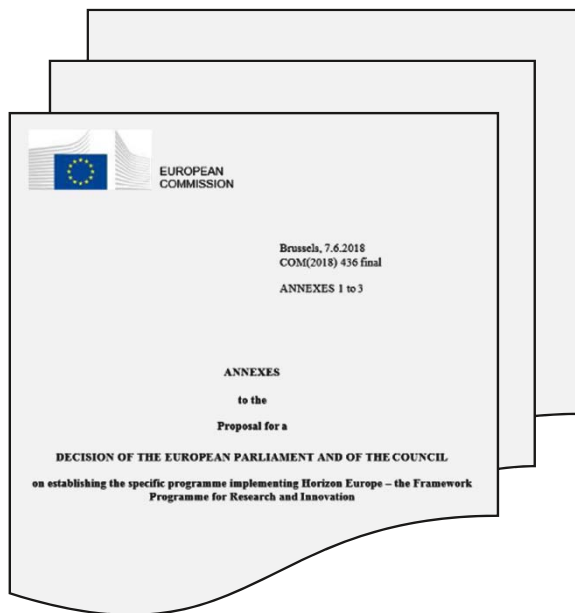 EUROPEAN
COMMISSION
Brussels, 7.6.2018
COM(2018) 436 final
ANNEXES 1 to 3
ANNEXES
to the
Proposal for a
DECISION OF THE EUROPEAN PARLIAMENT AND OF THE COUNCIL
on establishing the specific programme implementing Horizon Europe – the Framework
Programme for Research and Innovation